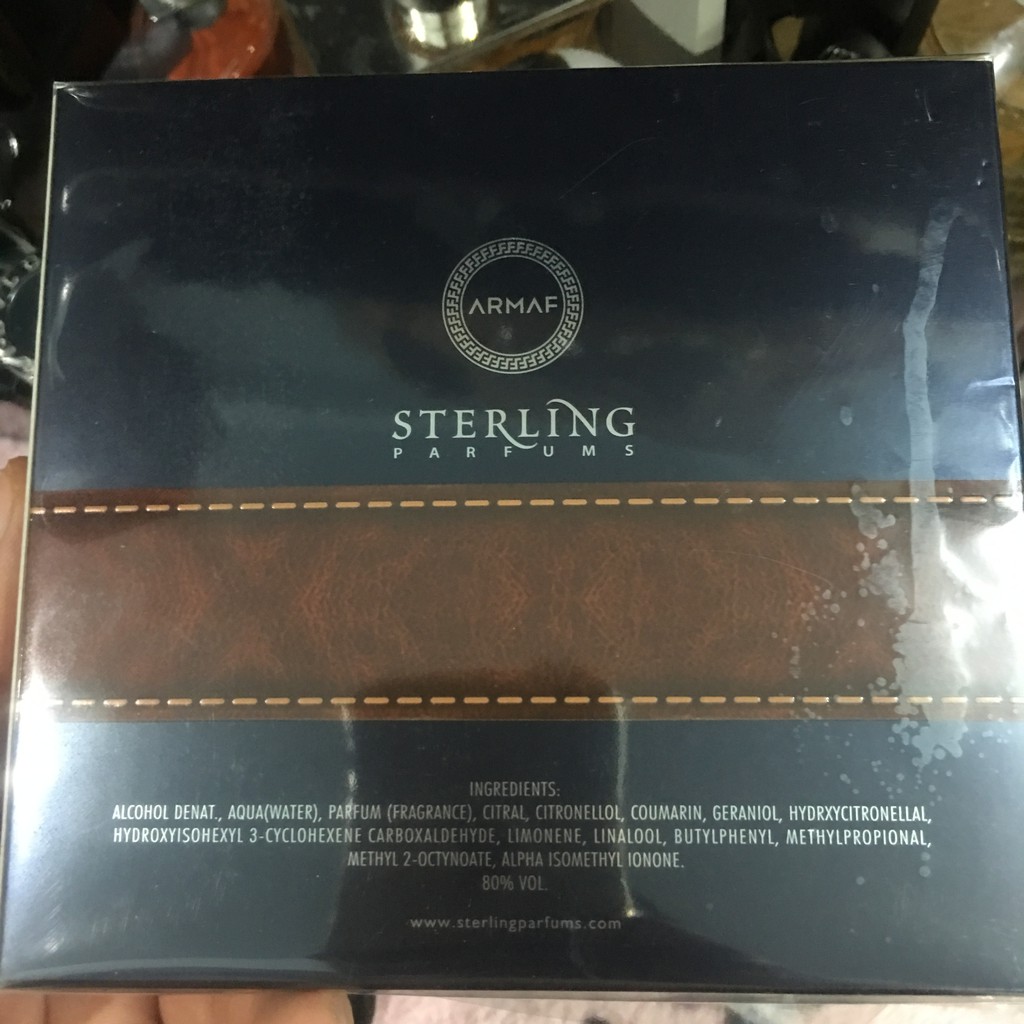 ARMAF
STERLING
PARFUMS
INGREDIENTS:
ALCOHOL DENAT., AQUA(WATER), PARFUM (FRAGRANCE), CITRAL, CITRONELLOL, COUMARIN, GERANIOL, HYDRXYCITRONELLAL,
HYDROXYISOHEXYL 3-CYCLOHEXENE CARBOXALDEHYDE, LIMONENE, LINALOOL, BUTYLPHENYL, METHYLPROPIONAL,
METHYL 2-OCTYNOATE, ALPHA ISOMETHYL IONONE.
80% VOL.
www.sterlingparfums.com